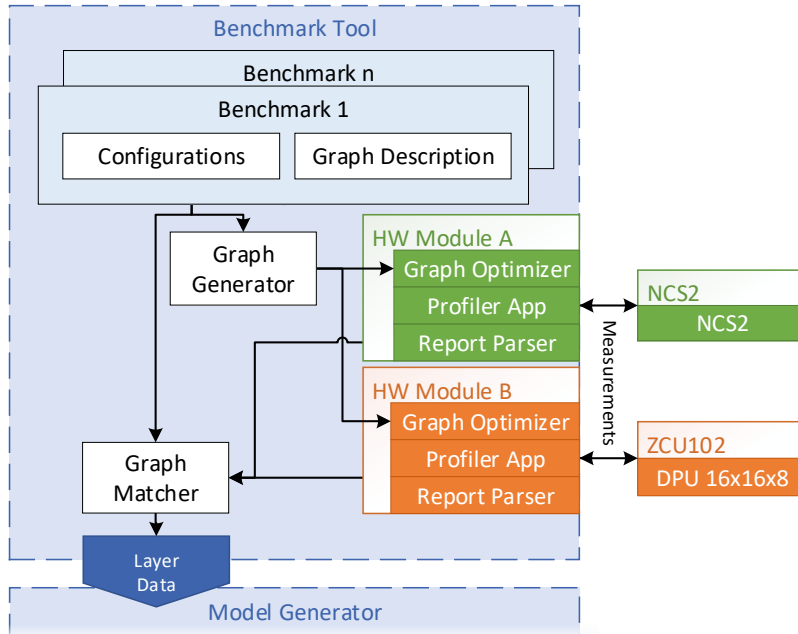 Benchmark Tool
Benchmark n
Benchmark 1
Configurations
Graph Description
Graph
Generator
HW Module A
Graph Optimizer
Profiler App
Report Parser
NCS2
NCS2
Measurements
HW Module B
Graph Optimizer
Profiler App
Report Parser
ZCU102
DPU 16x16x8
Graph
Matcher
Layer
Data
Model Generator